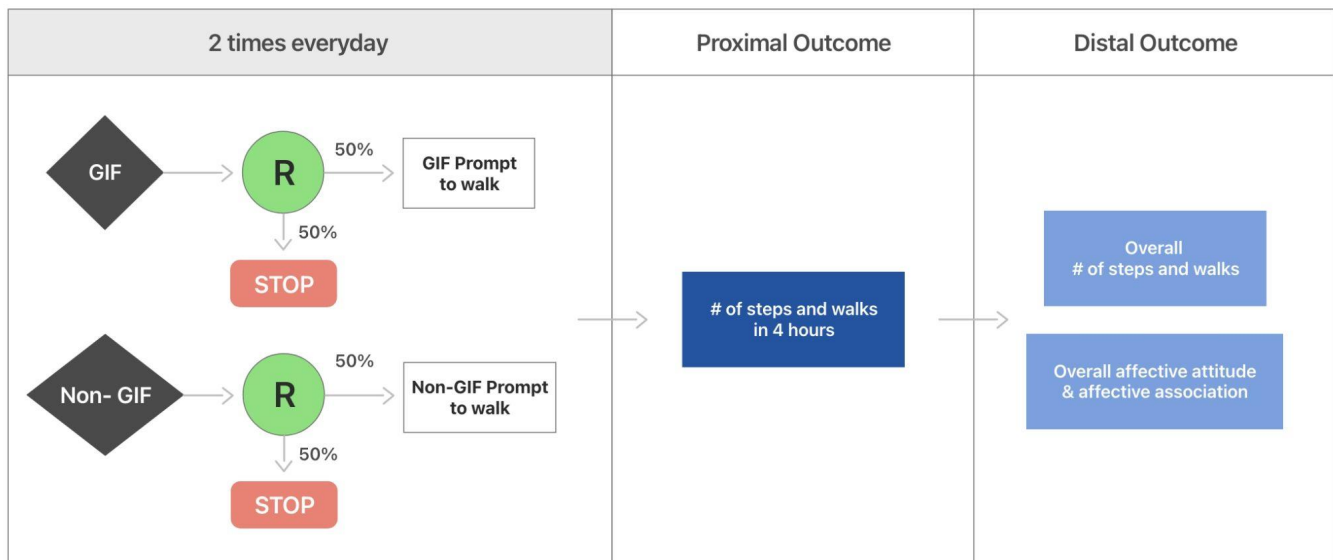 2 times everyday
Proximal Outcome
Distal Outcome
GIF
R
50%
GIF Prompt
to walk
50%
STOP
Non- GIF
R
50%
Non-GIF Prompt
to walk
50%
STOP
# of steps and walks
in 4 hours
Overall
# of steps and walks
Overall affective attitude
& affective association